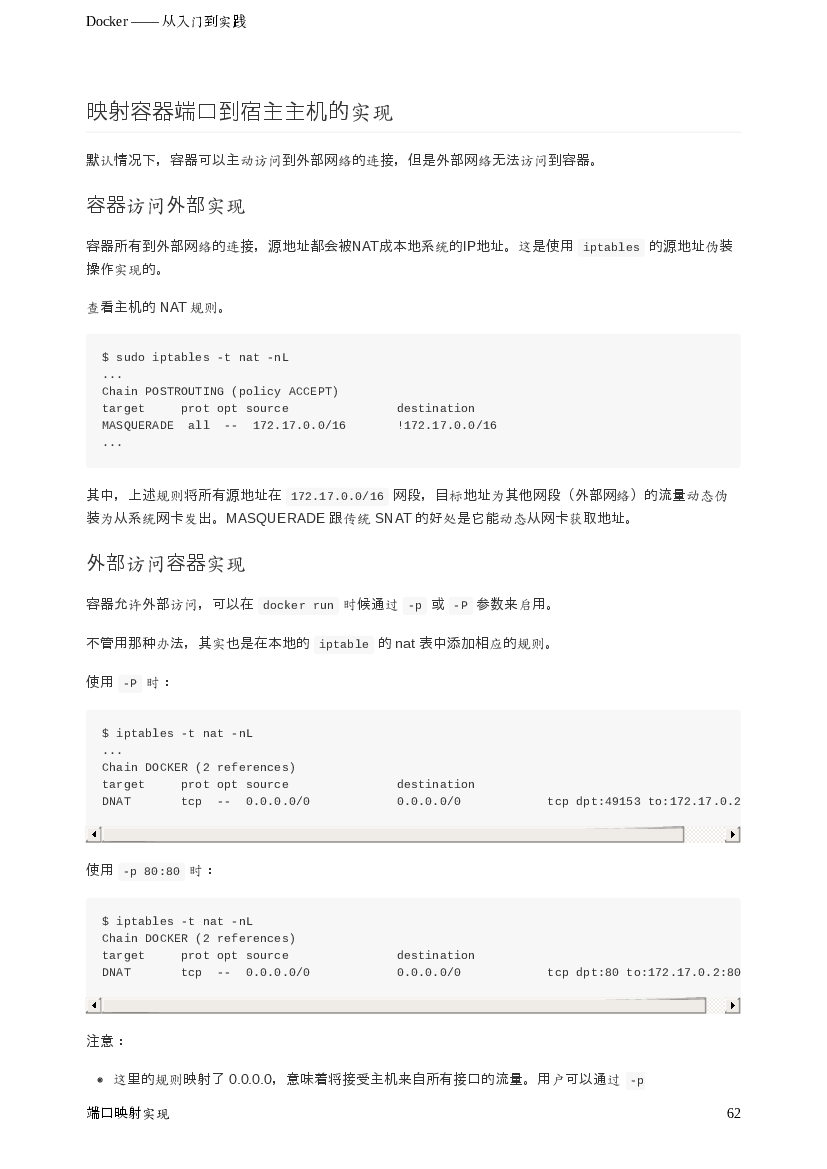 Docker —— 从入门到实践
映射容器端口到宿主主机的实现
默认情况下，容器可以主动访问到外部网络的连接，但是外部网络无法访问到容器。
容器访问外部实现
容器所有到外部网络的连接，源地址都会被NAT成本地系统的IP地址。这是使用 iptables 的源地址伪装
操作实现的。
查看主机的 NAT 规则。
$ sudo iptables -t nat -nL
...
Chain POSTROUTING (policy ACCEPT)
target     prot opt source               destination
MASQUERADE  all  --  172.17.0.0/16       !172.17.0.0/16
...
其中，上述规则将所有源地址在 172.17.0.0/16 网段，目标地址为其他网段（外部网络）的流量动态伪
装为从系统网卡发出。MASQUERADE 跟传统 SNAT 的好处是它能动态从网卡获取地址。
外部访问容器实现
容器允许外部访问，可以在 docker run 时候通过 -p 或 -P 参数来启用。
不管用那种办法，其实也是在本地的 iptable 的 nat 表中添加相应的规则。
使用 -P 时：
$ iptables -t nat -nL
...
Chain DOCKER (2 references)
target     prot opt source               destination
DNAT       tcp  --  0.0.0.0/0            0.0.0.0/0            tcp dpt:49153 to:172.17.0.2
使用 -p 80:80 时：
$ iptables -t nat -nL
Chain DOCKER (2 references)
target     prot opt source               destination
DNAT       tcp  --  0.0.0.0/0            0.0.0.0/0            tcp dpt:80 to:172.17.0.2:80
注意：
• 这里的规则映射了 0.0.0.0，意味着将接受主机来自所有接口的流量。用户可以通过 -p
端口映射实现 62